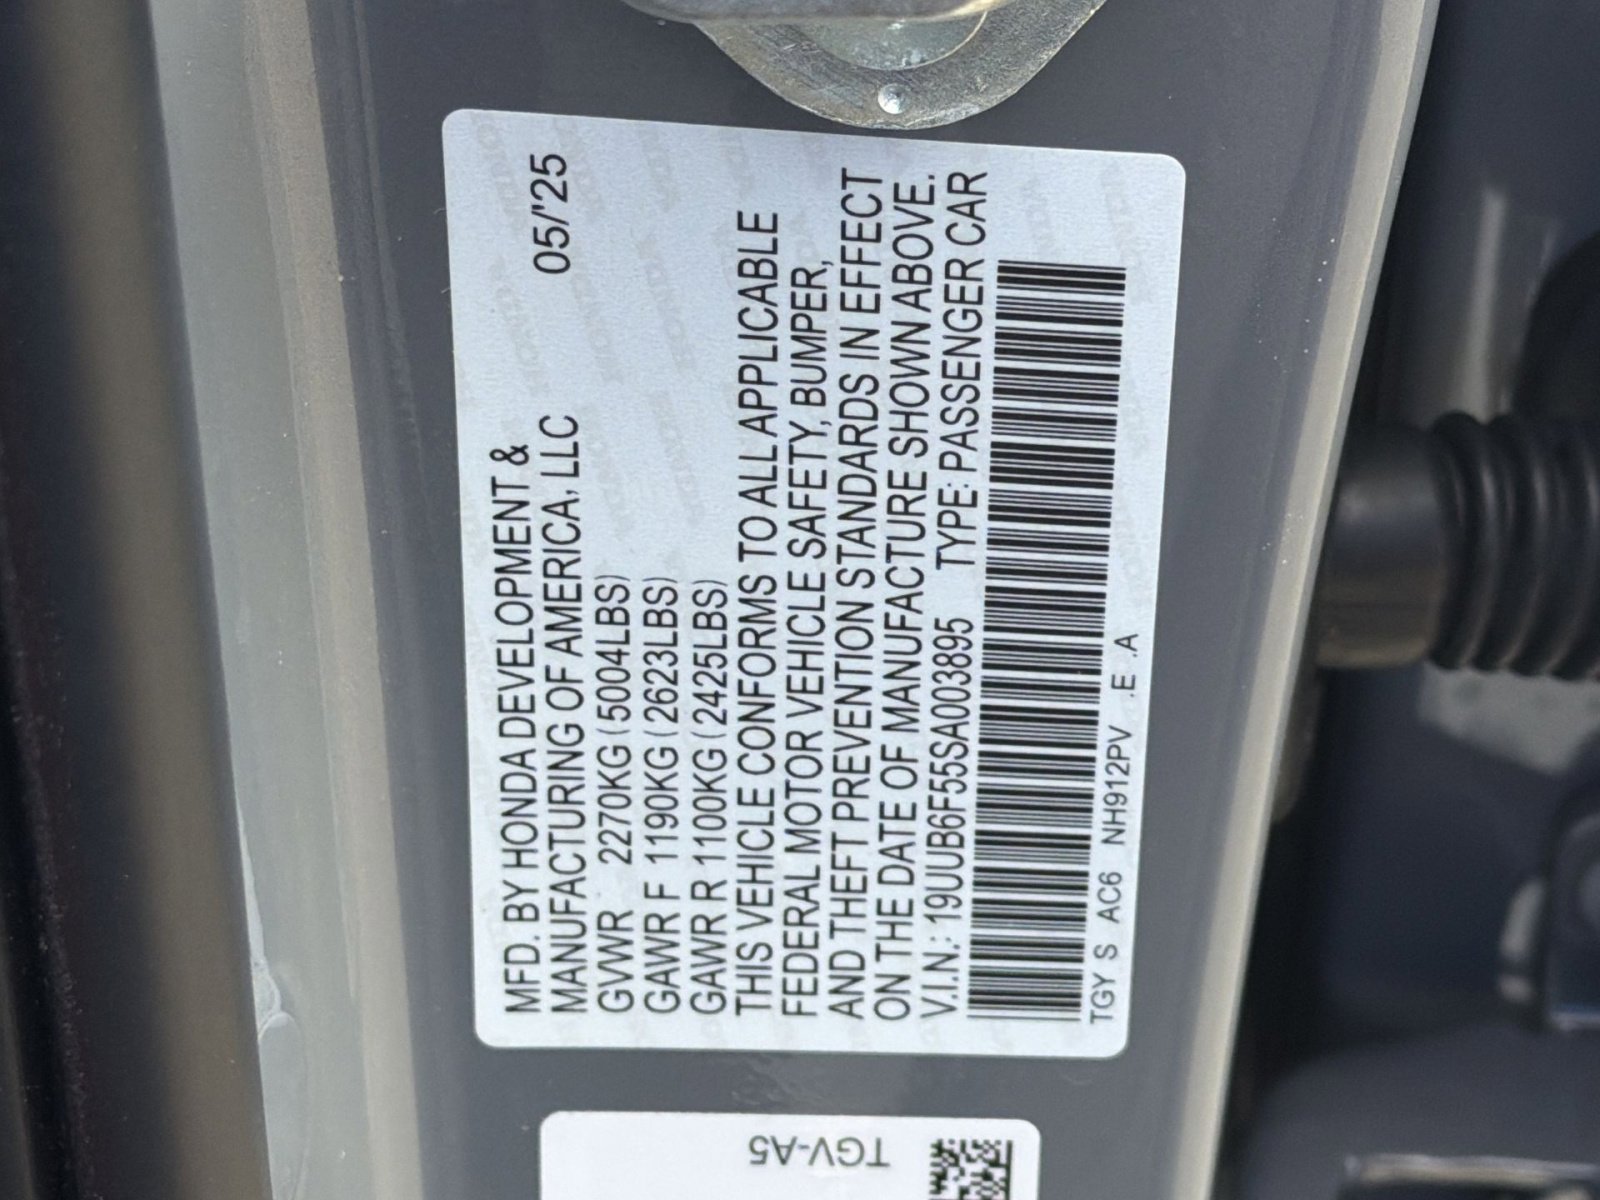 MFD. BY HONDA DEVELOPMENT &
MANUFACTURING OF AMERICA, LLC 05/'25
GVWR 2270KG ( 5004LBS)
GAWR F 1190KG ( 2623LBS)
GAWR R 1100KG ( 2425LBS)
THIS VEHICLE CONFORMS TO ALL APPLICABLE
FEDERAL MOTOR VEHICLE SAFETY, BUMPER,
AND THEFT PREVENTION STANDARDS IN EFFECT
ON THE DATE OF MANUFACTURE SHOWN ABOVE.
V.I.N.: 19UUB6F55SA003895 TYPE: PASSENGER CAR
TGY S AC6 NH912PV .E .A
TGV-A5